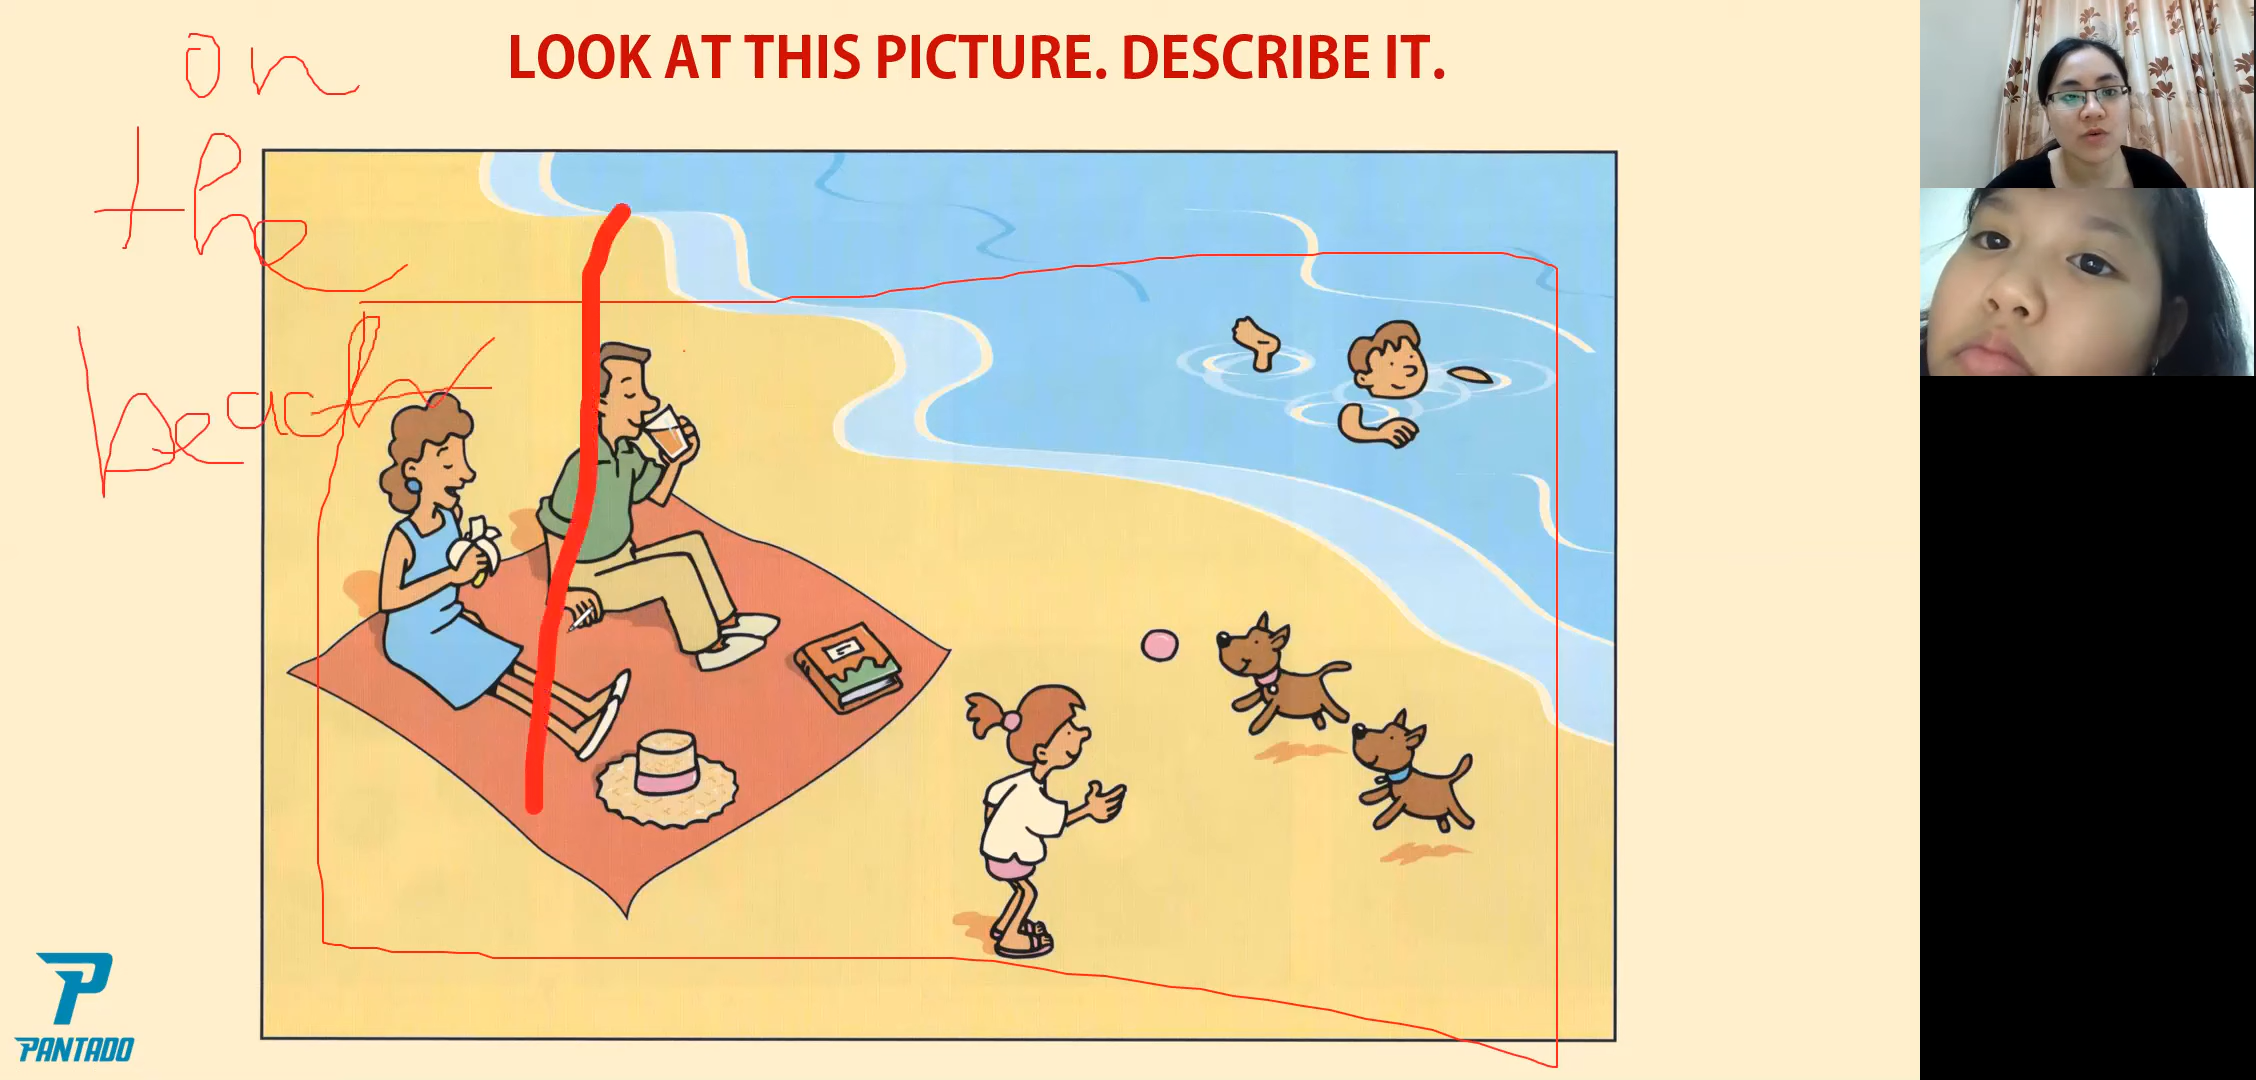 LOOK AT THIS PICTURE. DESCRIBE IT.
on
the
beach
PANTADO